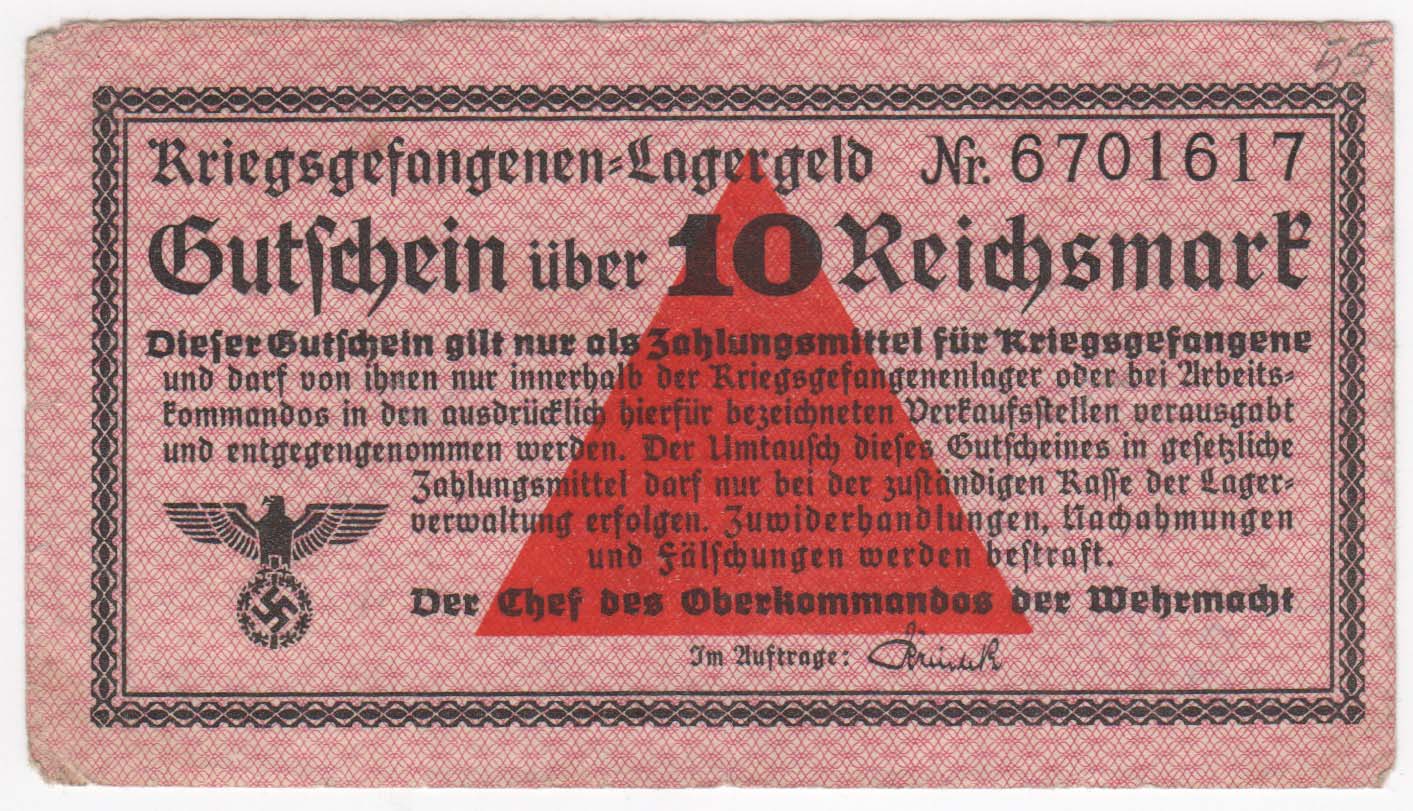 55
Kriegsgefangenen-Lagergeld Nr. 6701617
Gutschein über 10 Reichsmark
Dieser Gutschein gilt nur als Zahlungsmittel für Kriegsgefangene
und darf von ihnen nur innerhalb der Kriegsgefangenenlager oder bei Arbeits-
kommandos in den ausdrücklich hierfür bezeichneten Verkaufsstellen verausgabt
und entgegengenommen werden. Der Umtausch dieses Gutscheines in gesetzliche
Zahlungsmittel darf nur bei der zuständigen Kasse der Lager-
verwaltung erfolgen. Zuwiderhandlungen, Nachahmungen
und Fälschungen werden bestraft.
Der Chef des Oberkommandos der Wehrmacht
Im Auftrage: